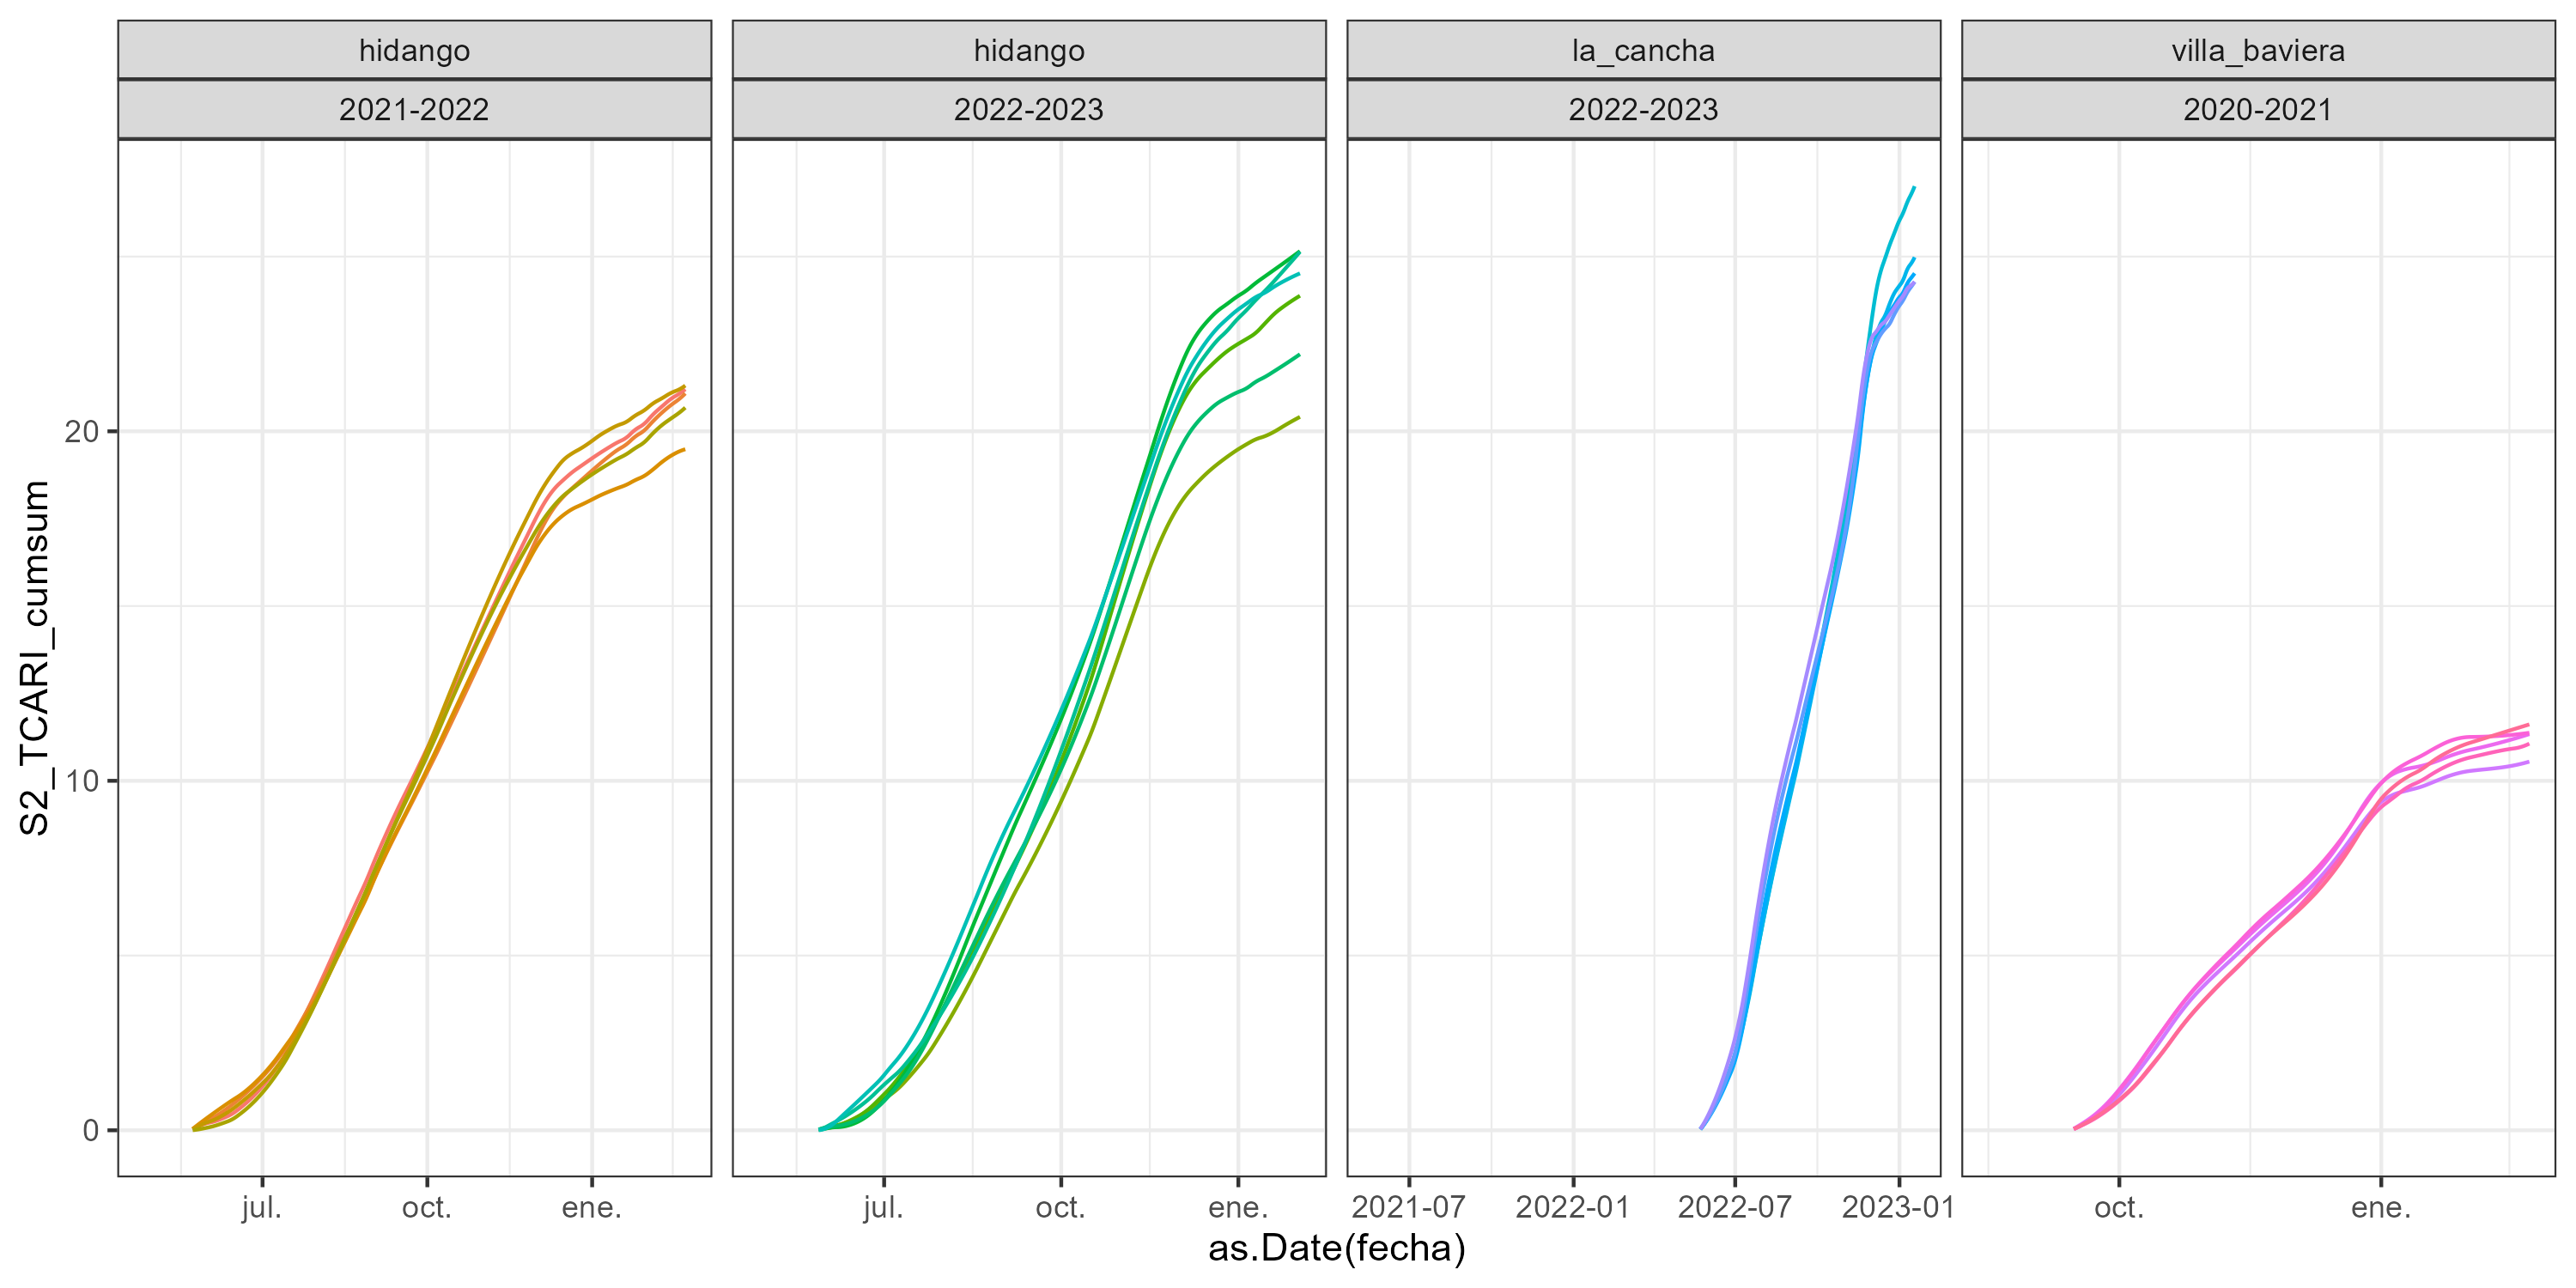 hidango
hidango
la_cancha
villa_baviera
2021-2022
2022-2023
2022-2023
2020-2021
S2_TCARI_cumsum
20
10
0
jul.
oct.
ene.
jul.
oct.
ene.
2021-07
2022-01
2022-07
2023-01
oct.
ene.
as.Date(fecha)